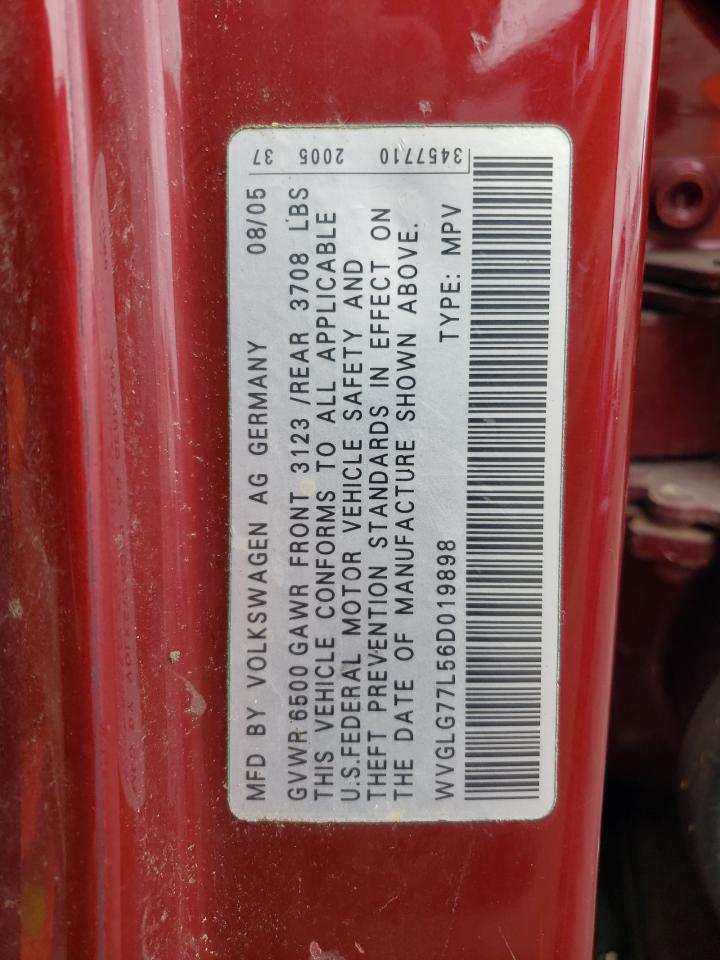 MFD BY VOLKSWAGEN AG GERMANY 08/05
GVWR 6500 GAWR FRONT 3123 /REAR 3708 LBS
THIS VEHICLE CONFORMS TO ALL APPLICABLE
U.S.FEDERAL MOTOR VEHICLE SAFETY AND
THEFT PREVENTION STANDARDS IN EFFECT ON
THE DATE OF MANUFACTURE SHOWN ABOVE.
WVGLG77L56D019898 TYPE: MPV
3457710 2005 37